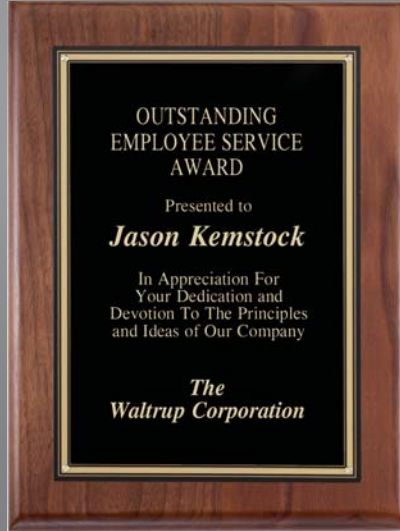 OUTSTANDING
EMPLOYEE SERVICE
AWARD
Presented to
Jason Kemstock
In Appreciation For
Your Dedication and
Devotion To The Principles
and Ideas of Our Company
The
Waltrup Corporation